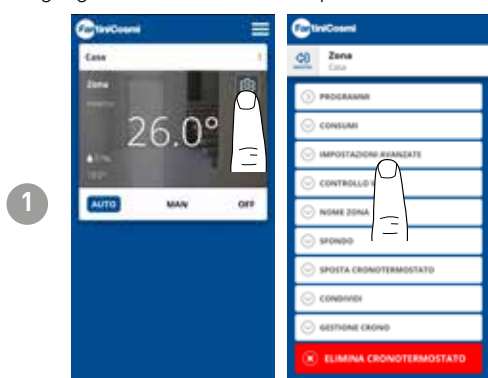 FantiniCosmi
Casa
Zona
26.0°
AUTO MAN OFF
1
FantiniCosmi
Zona
Casa
PROGRAMMI
CONSUMI
IMPOSTAZIONI AVANZATE
CONTROLLO
NOME ZONA
SFONDO
SPOSTA CRONOTERMOSTATO
CONDIVIDI
GESTIONE CRONO
ELIMINA CRONOTERMOSTATO